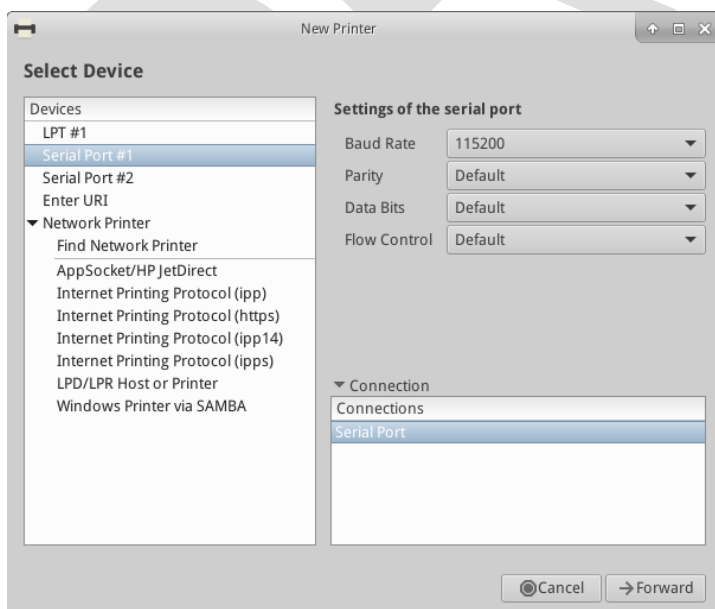 New Printer
Select Device
Devices
LPT #1
Serial Port #1
Serial Port #2
Enter URI
Network Printer
Find Network Printer
AppSocket/HP JetDirect
Internet Printing Protocol (ipp)
Internet Printing Protocol (https)
Internet Printing Protocol (ipp14)
Internet Printing Protocol (ipps)
LPD/LPR Host or Printer
Windows Printer via SAMBA
Settings of the serial port
Baud Rate 115200
Parity Default
Data Bits Default
Flow Control Default
Connection
Connections
Serial Port
Cancel Forward